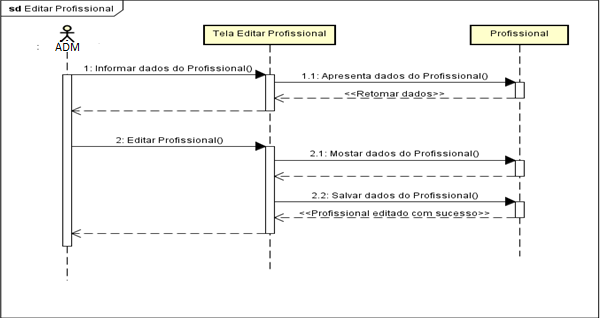 sd Editar Profissional
: ADM
Tela Editar Profissional
Profissional
1: Informar dados do Profissional()
1.1: Apresenta dados do Profissional()
<<Retornar dados>>
2: Editar Profissional()
2.1: Mostar dados do Profissional()
2.2: Salvar dados do Profissional()
<<Profissional editado com sucesso>>